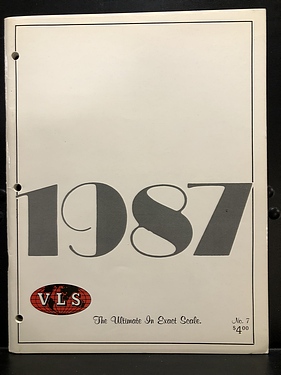 1987
VLS
The Ultimate In Exact Scale.
No. 7
$4.00